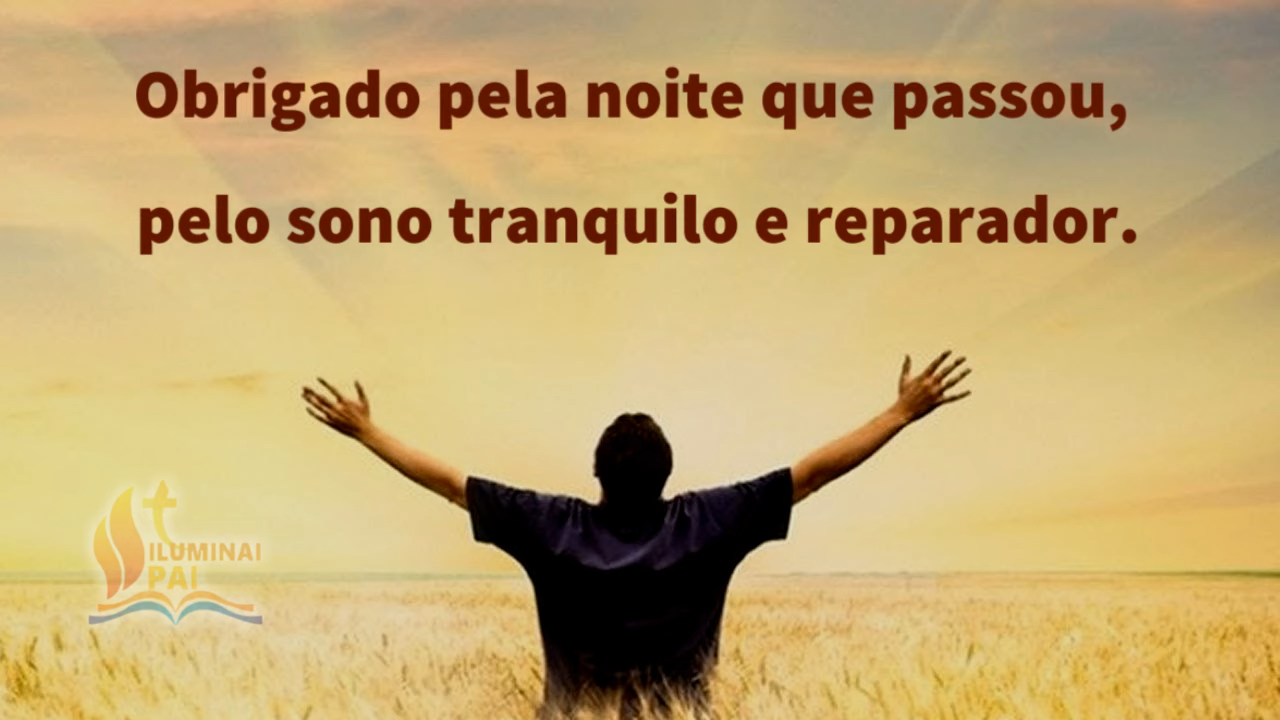 Obrigado pela noite que passou,
pelo sono tranquilo e reparador.
ILUMINAI
PAI